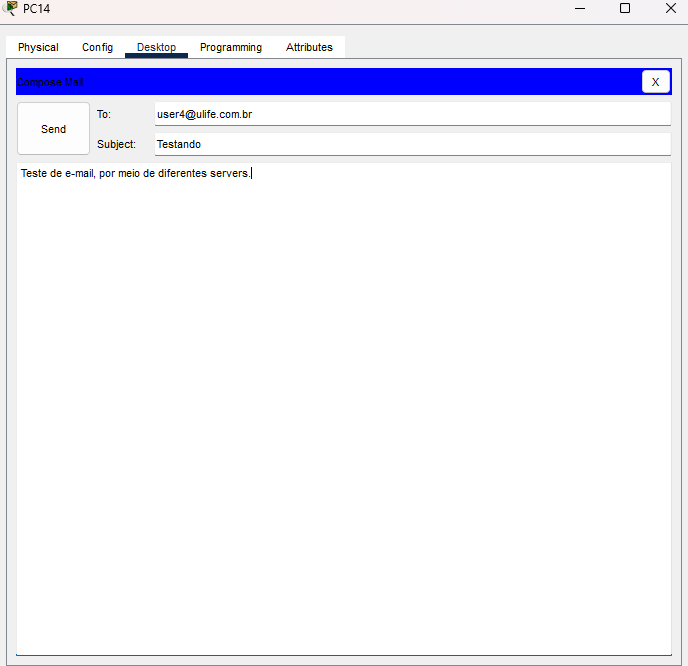 PC14
Physical Config Desktop Programming Attributes
Compose Mail
X
Send
To: user4@ulife.com.br
Subject: Testando
Teste de e-mail, por meio de diferentes servers.